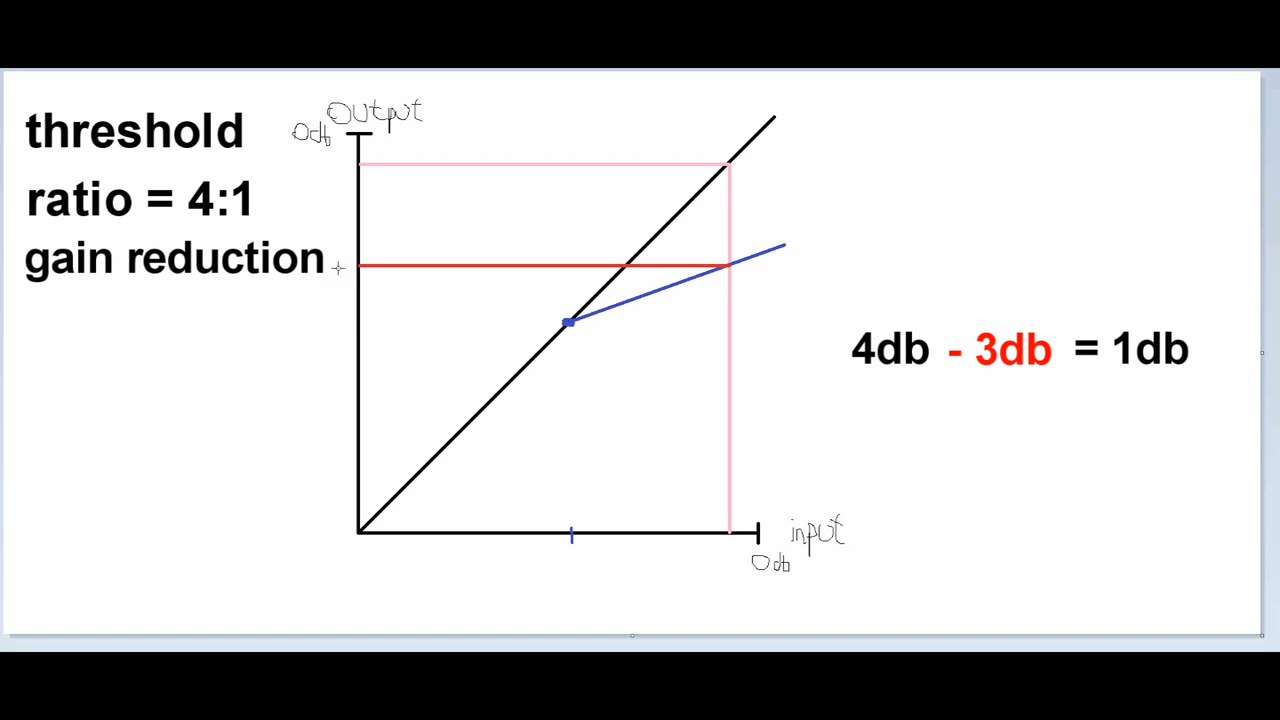 threshold
ratio = 4:1
gain reduction
Output
0db
4db - 3db = 1db
input
0db